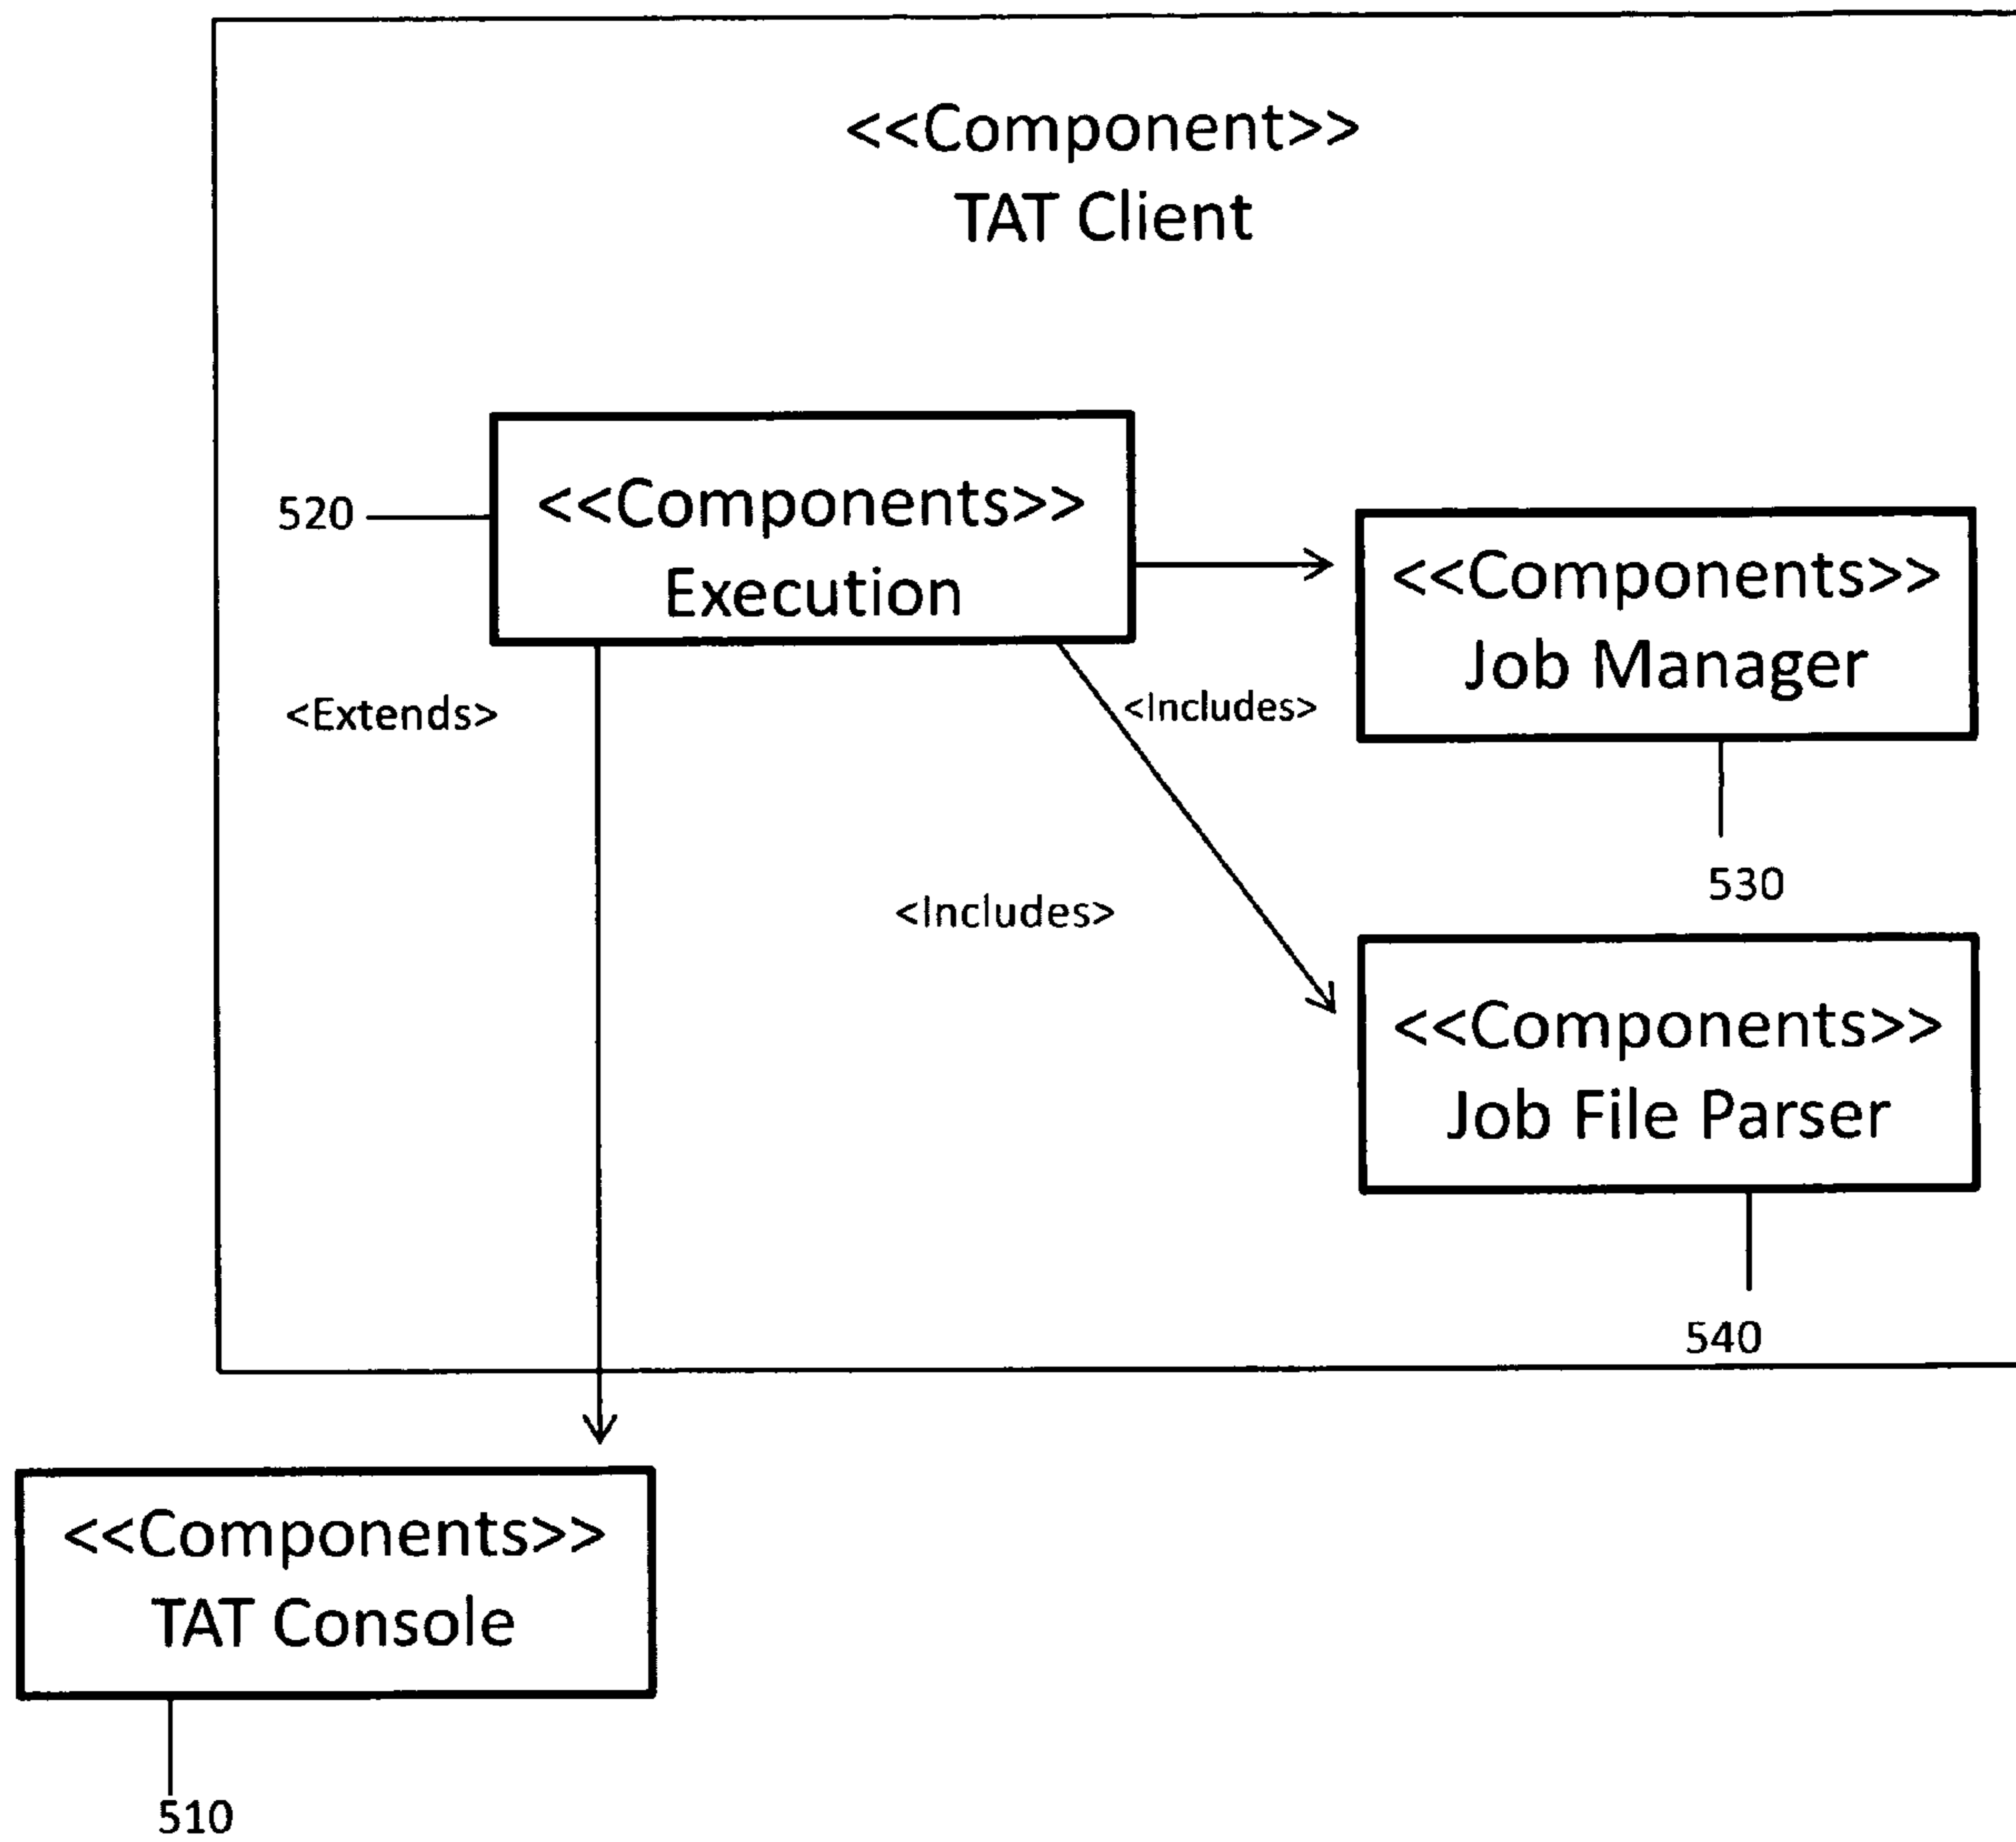 <<Component>>
TAT Client
<<Components>>
Execution
520
<<Components>>
Job Manager
<Extends>
<Includes>
530
<Includes>
<<Components>>
Job File Parser
540
<<Components>>
TAT Console
510